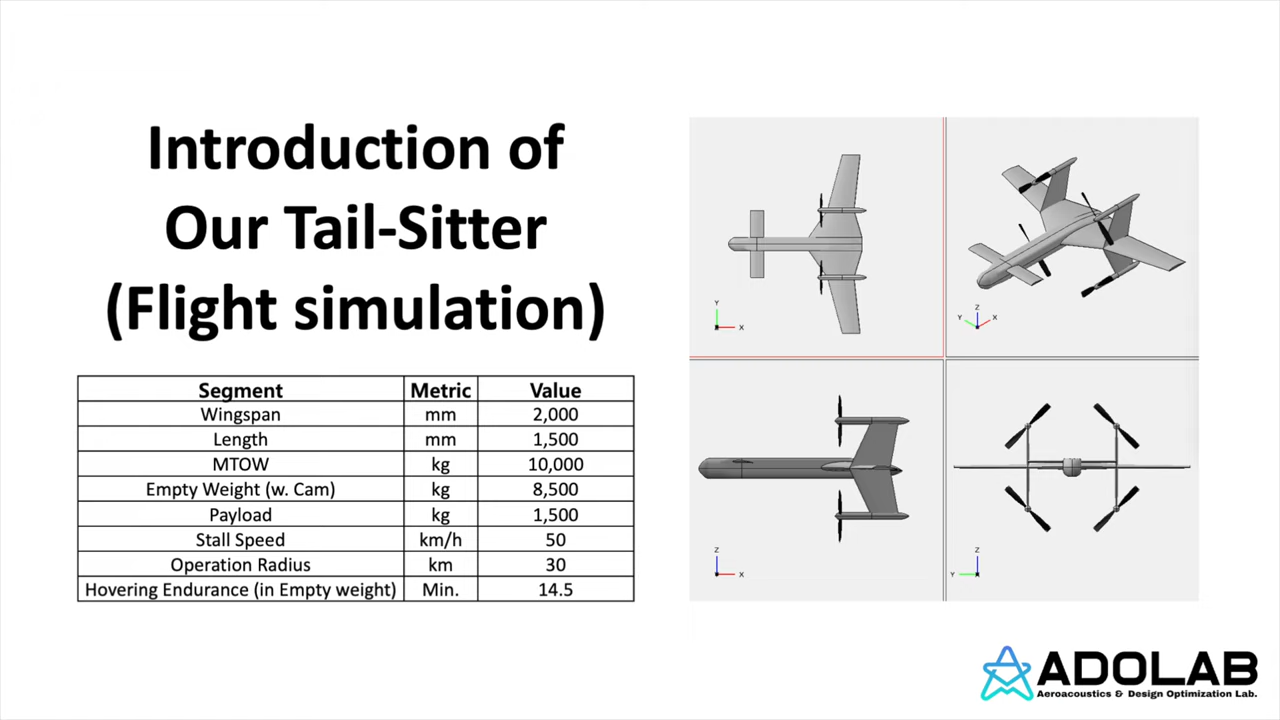 Introduction of
Our Tail-Sitter
(Flight simulation)
Segment Metric Value
Wingspan mm 2,000
Length mm 1,500
MTOW kg 10,000
Empty Weight (w. Cam) kg 8,500
Payload kg 1,500
Stall Speed km/h 50
Operation Radius km 30
Hovering Endurance (in Empty weight) Min. 14.5
Y
X
Z
Y
X
Z
X
Z
Y
ADOLAB
Aeroacoustics & Design Optimization Lab.